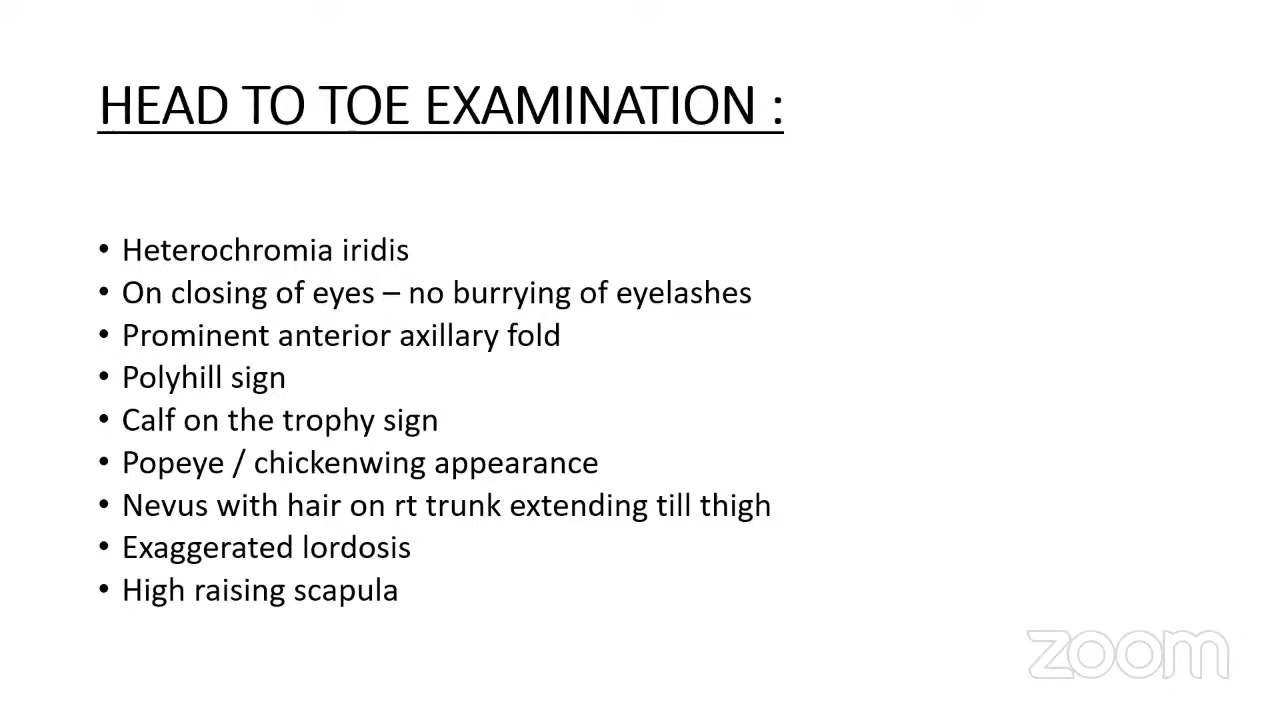 HEAD TO TOE EXAMINATION :
• Heterochromia iridis
• On closing of eyes – no burrying of eyelashes
• Prominent anterior axillary fold
• Polyhill sign
• Calf on the trophy sign
• Popeye / chickenwing appearance
• Nevus with hair on rt trunk extending till thigh
• Exaggerated lordosis
• High raising scapula
zoom